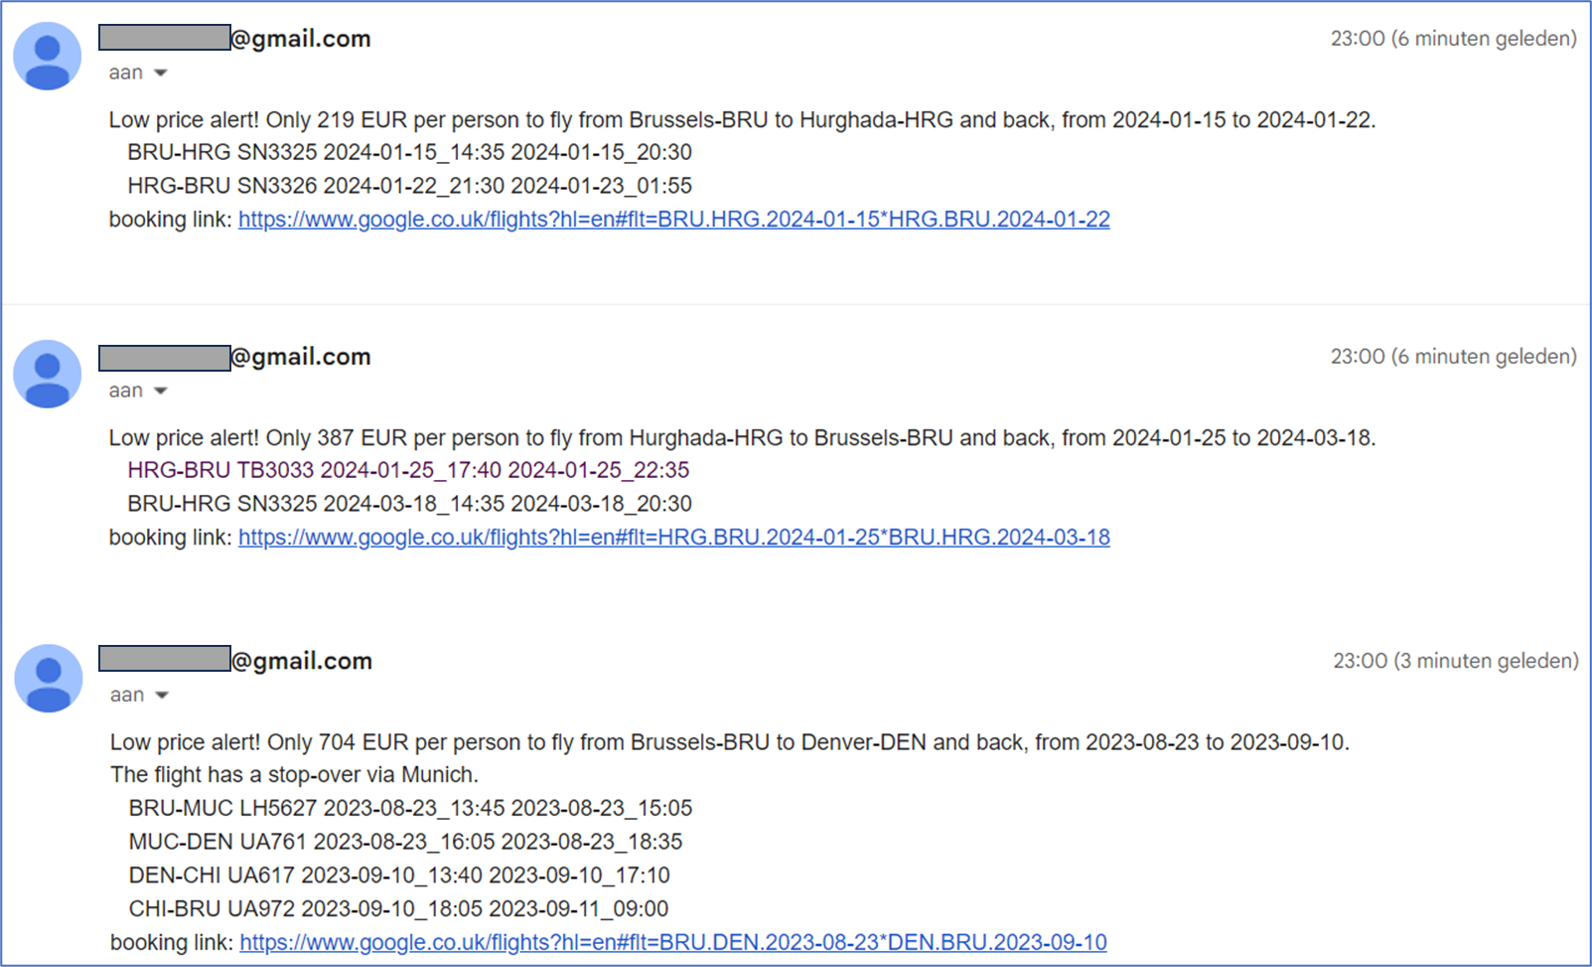 @gmail.com
23:00 (6 minuten geleden)
aan
Low price alert! Only 219 EUR per person to fly from Brussels-BRU to Hurghada-HRG and back, from 2024-01-15 to 2024-01-22.
BRU-HRG SN3325 2024-01-15_14:35 2024-01-15_20:30
HRG-BRU SN3326 2024-01-22_21:30 2024-01-23_01:55
booking link: https://www.google.co.uk/flights?hl=en#flt=BRU.HRG.2024-01-15*HRG.BRU.2024-01-22
@gmail.com
23:00 (6 minuten geleden)
aan
Low price alert! Only 387 EUR per person to fly from Hurghada-HRG to Brussels-BRU and back, from 2024-01-25 to 2024-03-18.
HRG-BRU TB3033 2024-01-25_17:40 2024-01-25_22:35
BRU-HRG SN3325 2024-03-18_14:35 2024-03-18_20:30
booking link: https://www.google.co.uk/flights?hl=en#flt=HRG.BRU.2024-01-25*BRU.HRG.2024-03-18
@gmail.com
23:00 (3 minuten geleden)
aan
Low price alert! Only 704 EUR per person to fly from Brussels-BRU to Denver-DEN and back, from 2023-08-23 to 2023-09-10.
The flight has a stop-over via Munich.
BRU-MUC LH5627 2023-08-23_13:45 2023-08-23_15:05
MUC-DEN UA761 2023-08-23_16:05 2023-08-23_18:35
DEN-CHI UA617 2023-09-10_13:40 2023-09-10_17:10
CHI-BRU UA972 2023-09-10_18:05 2023-09-11_09:00
booking link: https://www.google.co.uk/flights?hl=en#flt=BRU.DEN.2023-08-23*DEN.BRU.2023-09-10